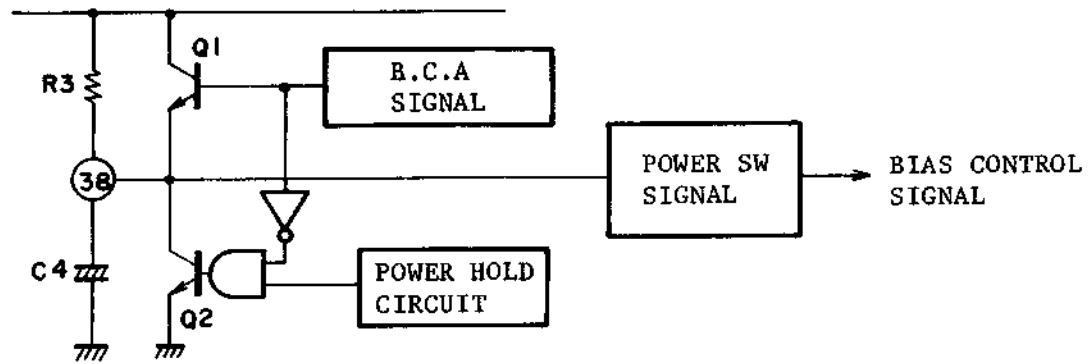 Q1
R3
B.C.A
SIGNAL
38
POWER SW
SIGNAL
BIAS CONTROL
SIGNAL
C4
POWER HOLD
CIRCUIT
Q2